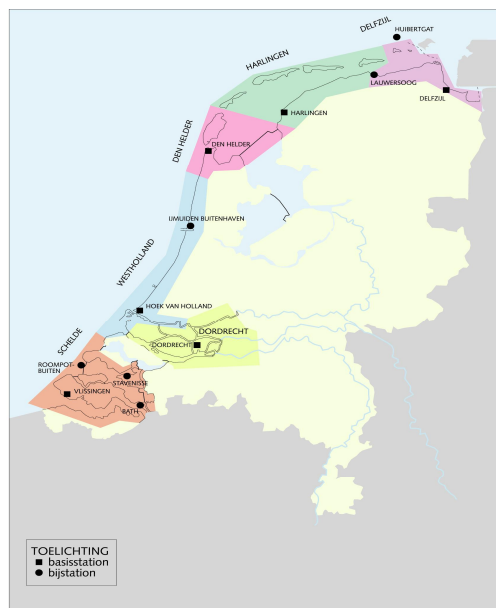 DELFZIJL
HUIBERTGAT
HARLINGEN
LAUWERSOOG
DELFZIJL
HARLINGEN
DEN HELDER
DEN HELDER
IJMUIDEN BUITENHAVEN
WESTHOLLAND
HOEK VAN HOLLAND
SCHELDE
DORDRECHT
DORDRECHT
ROOMPOT
BUITEN
STAVENISSE
VLISSINGEN
BATH
TOELICHTING
basisstation
bijstation